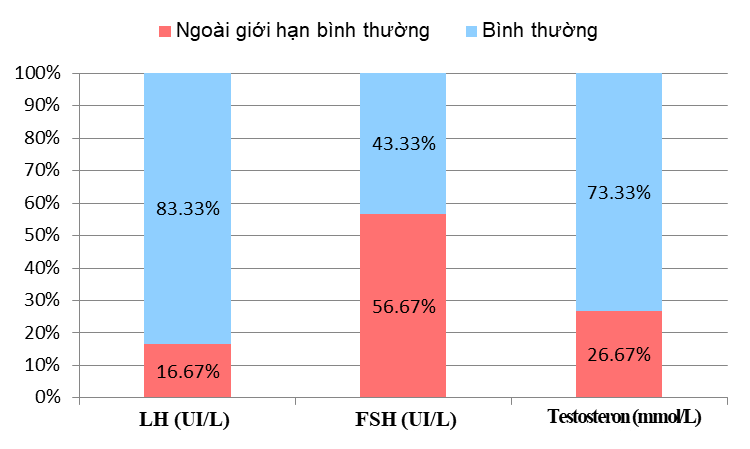 Ngoài giới hạn bình thường Bình thường
100%
90%
80%
70%
60%
50%
40%
30%
20%
10%
0%
83.33% 43.33% 73.33%
16.67% 56.67% 26.67%
LH (UI/L) FSH (UI/L) Testosteron (mmol/L)